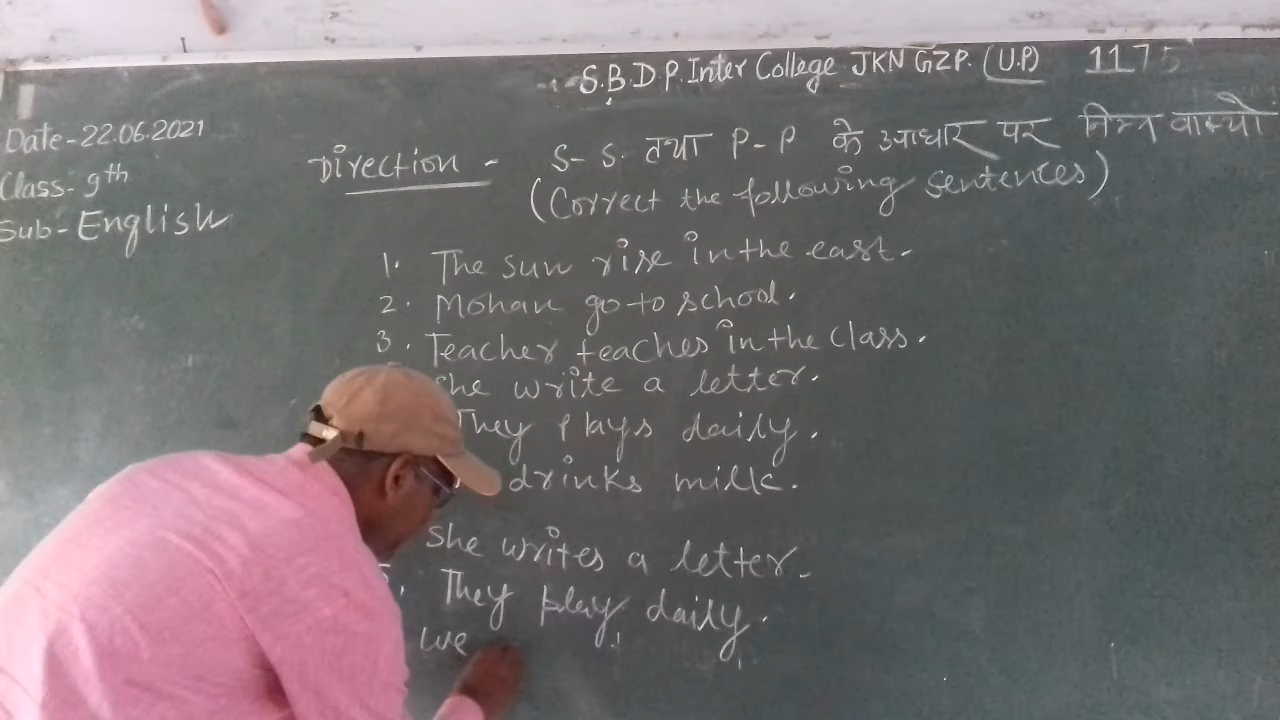 S.B.D.P. Inter College JKN GZP. (U.P) 1175
Date-22.06.2021
Class-9th
Sub-English
Direction - S-S. तथा P-P के आधार पर निम्न वाक्यो
(Correct the following sentences)
1. The sun rise in the east.
2. Mohan go to school.
3. Teacher teaches in the class.
she write a letter.
They plays daily.
drinks milk.
She writes a letter.
5. They play daily.
we